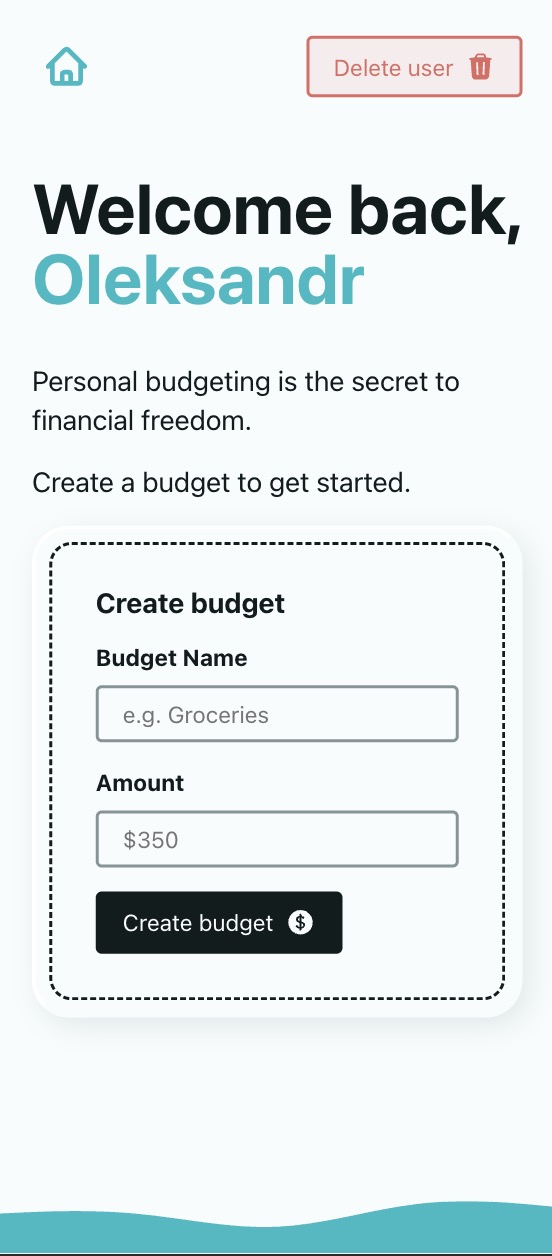 Delete user
Welcome back,
Oleksandr
Personal budgeting is the secret to
financial freedom.
Create a budget to get started.
Create budget
Budget Name
e.g. Groceries
Amount
$350
Create budget $